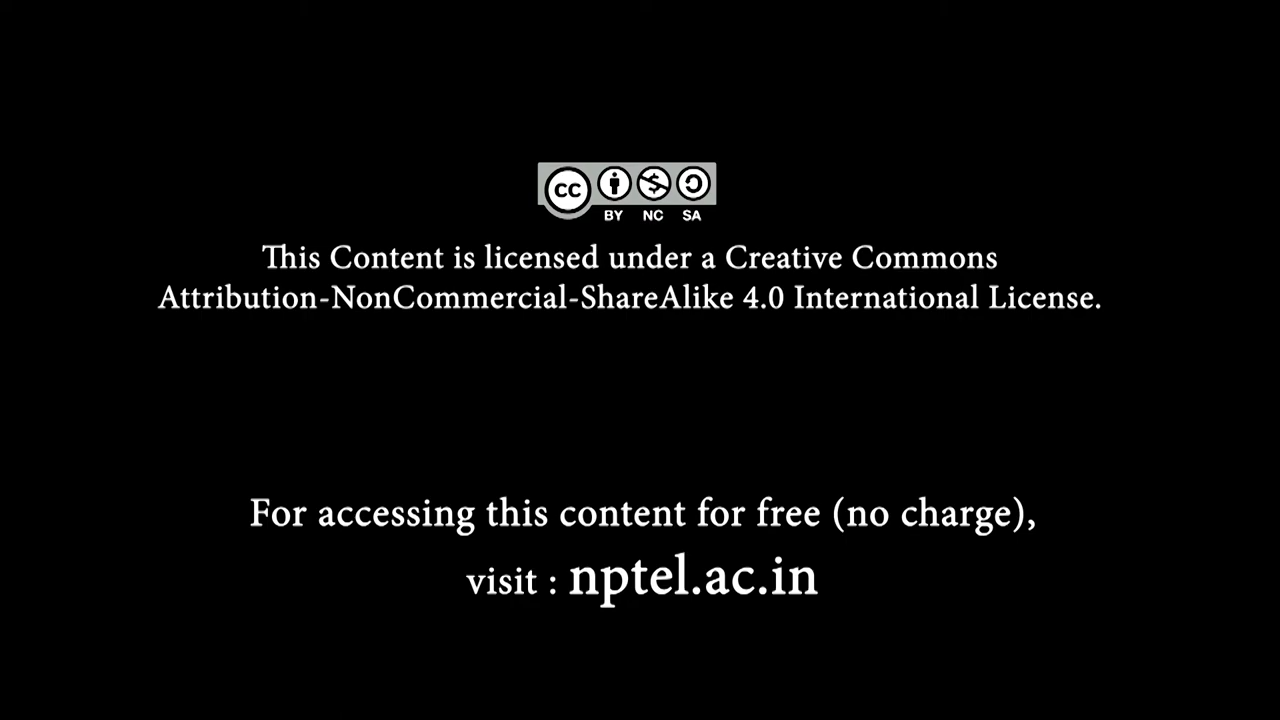 cc
BY NC SA
This Content is licensed under a Creative Commons
Attribution-NonCommercial-ShareAlike 4.0 International License.
For accessing this content for free (no charge),
visit : nptel.ac.in